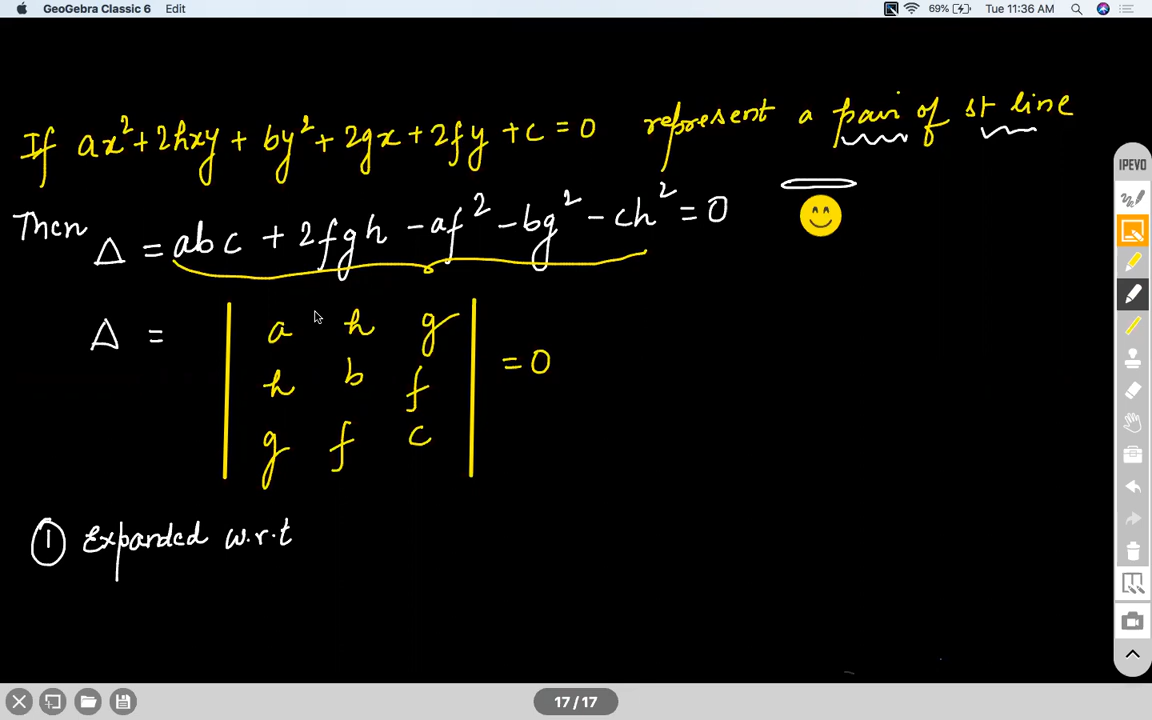 GeoGebra Classic 6 Edit 69% Tue 11:36 AM
If ax²+2hxy + by² + 2gx + 2fy + c = 0 represent a pair of st line
Then Δ = abc + 2fgh - af² - bg² - ch² = 0
IPEVO
Δ = | a h g |
| h b f | = 0
| g f c |
① Expanded w.r.t
17 / 17